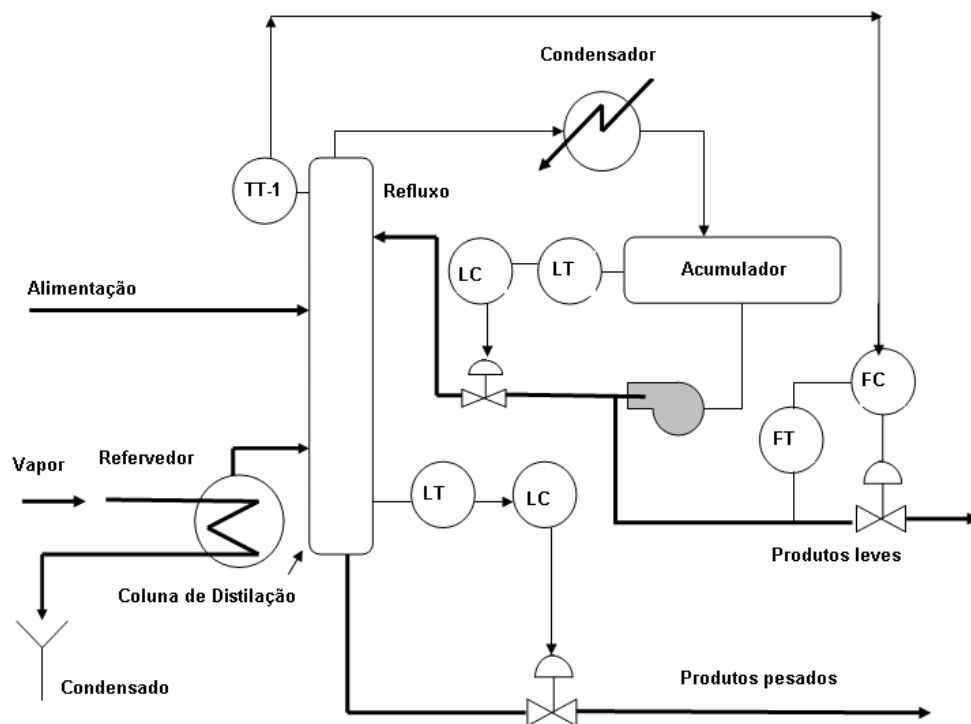 Condensador
TT-1
Refluxo
LC
LT
Acumulador
Alimentação
FC
FT
Vapor
Refervedor
LT
LC
Produtos leves
Coluna de Distilação
Condensado
Produtos pesados